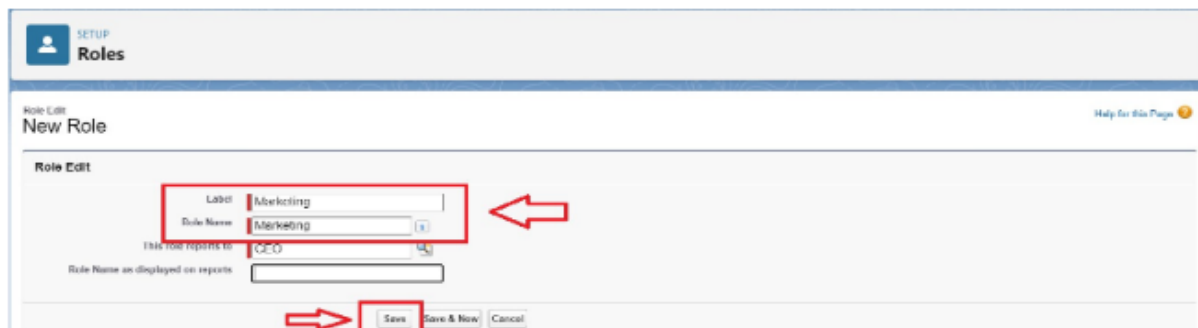 SETUP
Roles
Role Edit
New Role
Help for this Page
Role Edit
Label Marketing
Role Name Marketing i
This role reports to CEO
Role Name as displayed on reports
Save Save & New Cancel